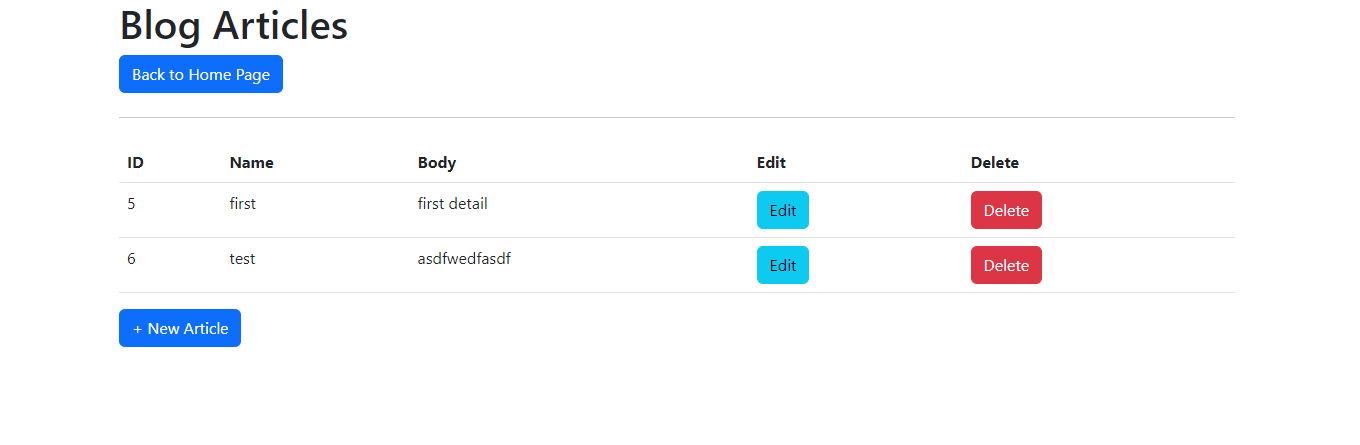 Blog Articles
Back to Home Page
ID Name Body Edit Delete
5 first first detail Edit Delete
6 test asdfwedfasdf Edit Delete
+ New Article